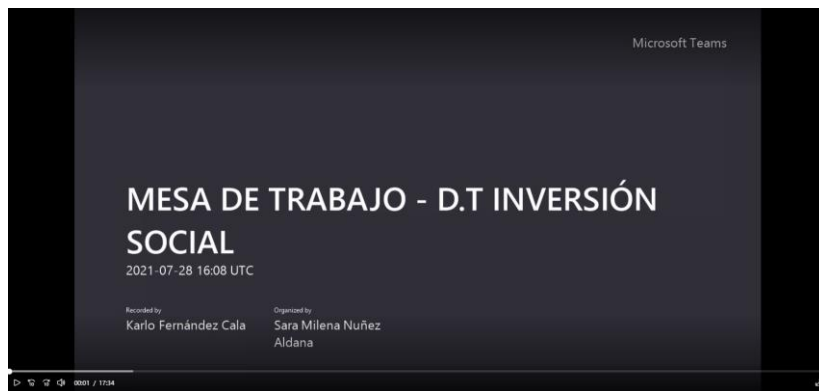 Microsoft Teams
MESA DE TRABAJO - D.T INVERSIÓN
SOCIAL
2021-07-28 16:08 UTC
Recorded by
Organized by
Karlo Fernández Cala
Sara Milena Nuñez
Aldana
00:01 / 17:34